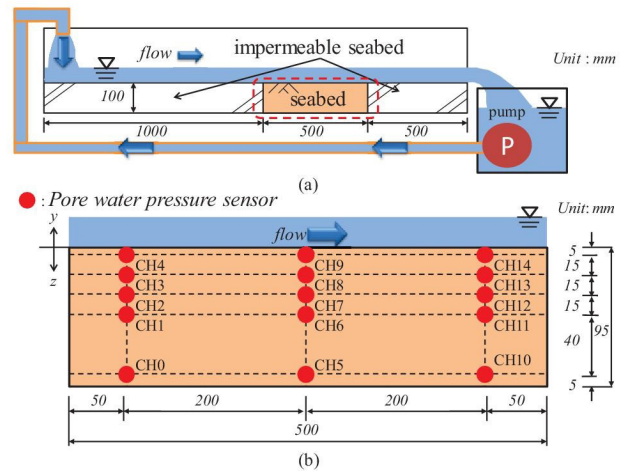 flow
impermeable seabed
Unit : mm
100
seabed
pump
P
1000
500
500
(a)
: Pore water pressure sensor
y
z
flow
Unit: mm
CH4
CH9
CH14
CH3
CH8
CH13
CH2
CH7
CH12
CH1
CH6
CH11
CH0
CH5
CH10
5
15
15
15
40
95
5
50
200
200
50
500
(b)